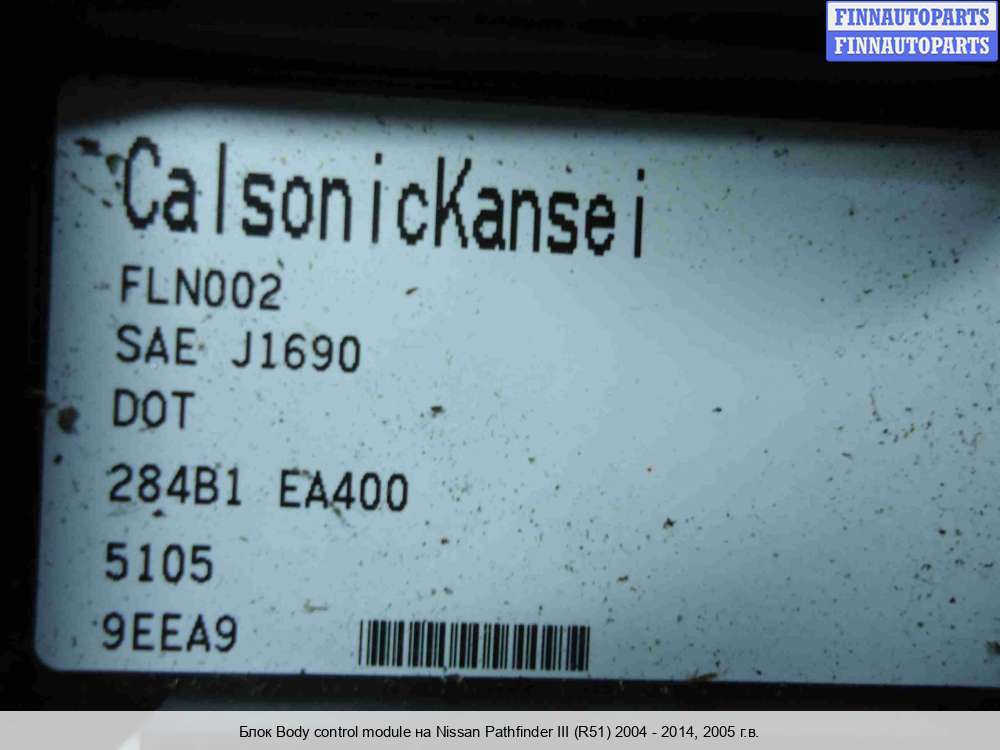 FINNAUTOPARTS
FINNAUTOPARTS
CalsonicKansei
FLN002
SAE J1690
DOT
284B1 EA400
5105
9EEA9
Блок Body control module на Nissan Pathfinder III (R51) 2004 - 2014, 2005 г.в.